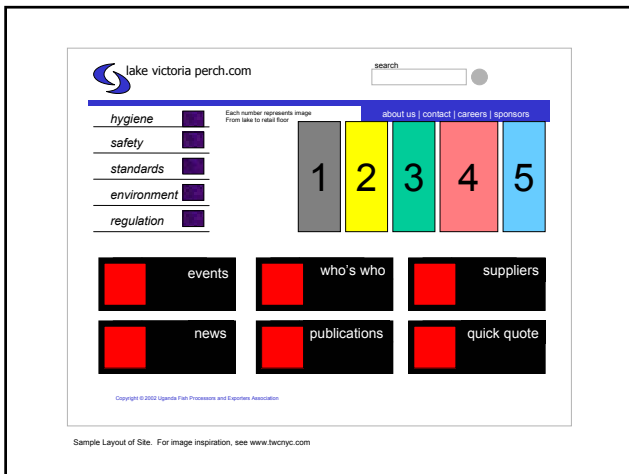 lake victoria perch.com
search
about us | contact | careers | sponsors
Each number represents image
From lake to retail floor
hygiene
safety
standards
environment
regulation
1 2 3 4 5
events who's who suppliers
news publications quick quote
Copyright © 2002 Uganda Fish Processors and Exporters Association
Sample Layout of Site. For image inspiration, see www.twcnyc.com